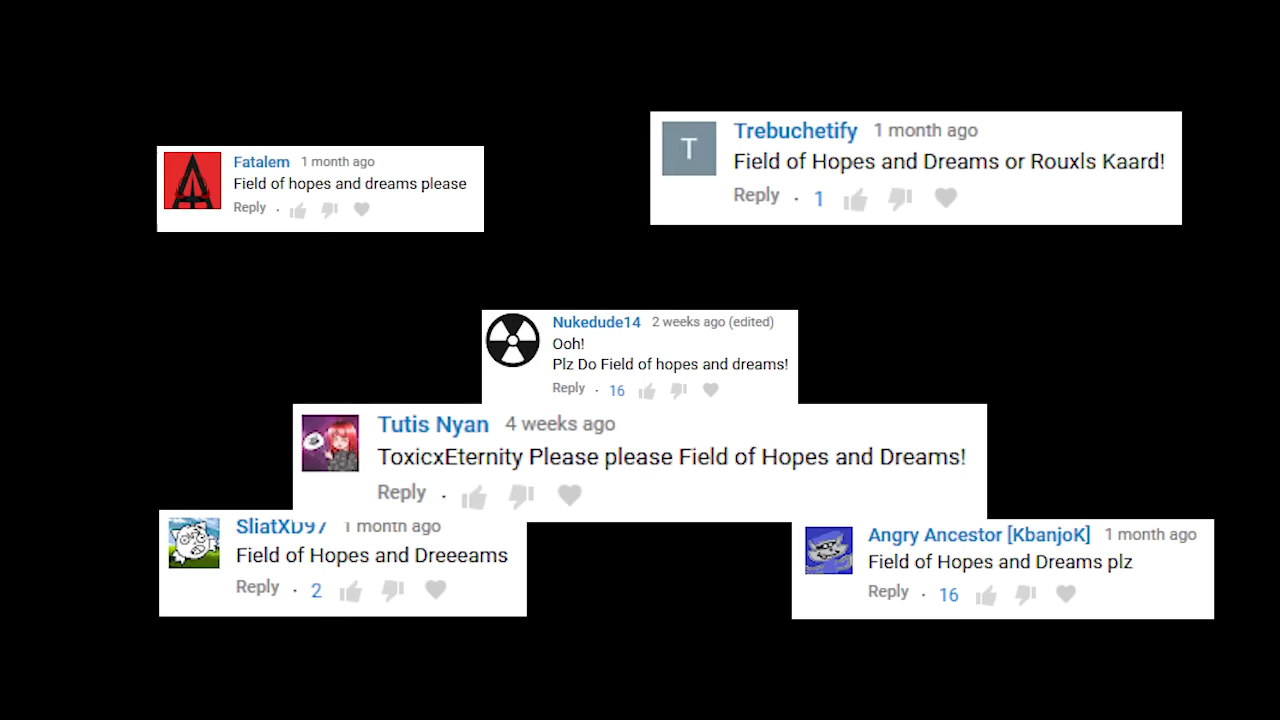 Fatalem 1 month ago
Field of hopes and dreams please
Reply ·
T
Trebuchetify 1 month ago
Field of Hopes and Dreams or Rouxls Kaard!
Reply · 1
Nukedude14 2 weeks ago (edited)
Ooh!
Plz Do Field of hopes and dreams!
Reply · 16
Tutis Nyan 4 weeks ago
ToxicxEternity Please please Field of Hopes and Dreams!
Reply ·
SliatXD97 1 month ago
Field of Hopes and Dreeeams
Reply · 2
Angry Ancestor [KbanjoK] 1 month ago
Field of Hopes and Dreams plz
Reply · 16